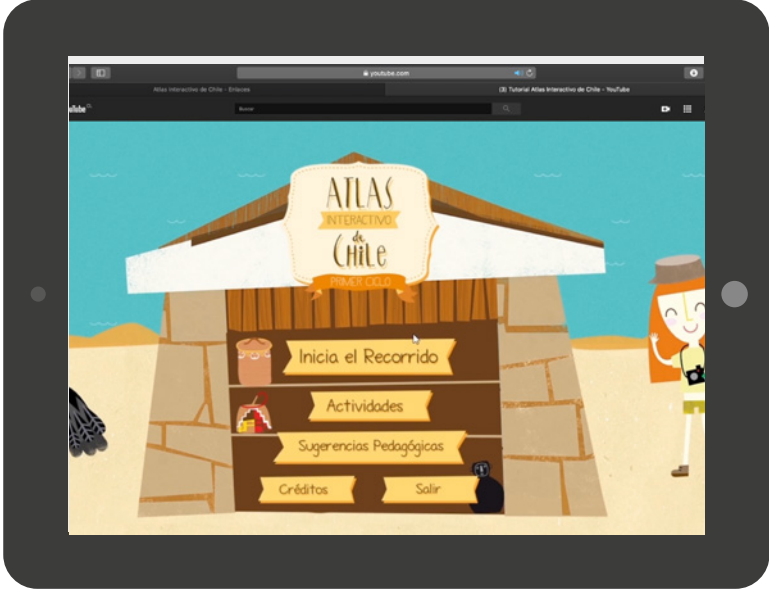 youtube.com
Atlas Interactivo de Chile - Enlaces
(3) Tutorial Atlas Interactivo de Chile - YouTube
Buscar
ATLAS
INTERACTIVO
de
CHILE
PRIMER CICLO
Inicia el Recorrido
Actividades
Sugerencias Pedagógicas
Créditos
Salir